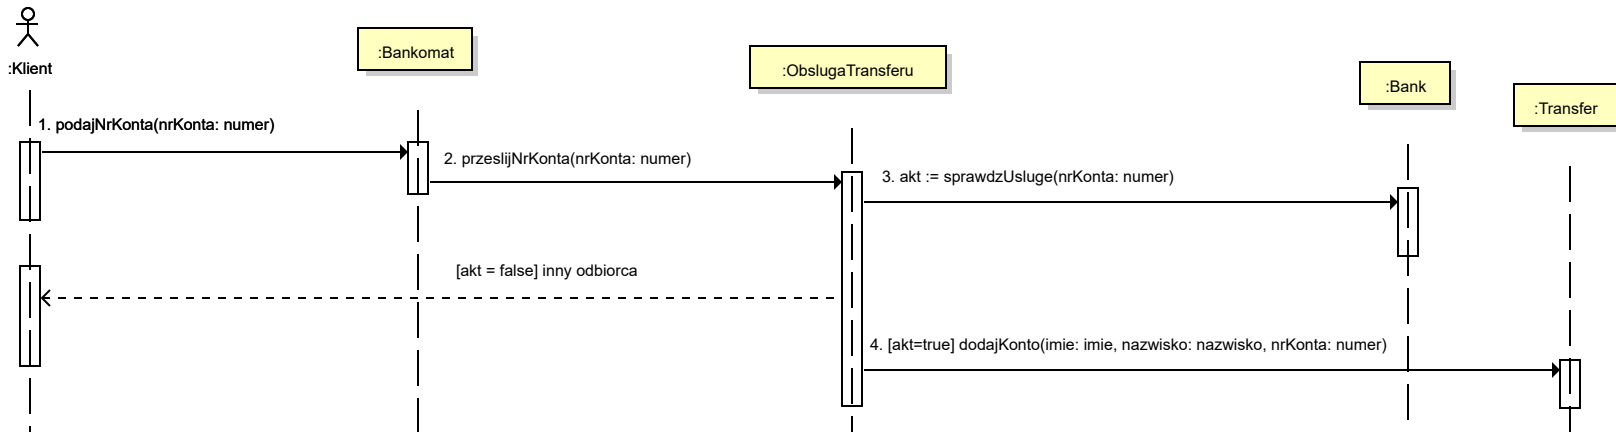 :Klient
:Bankomat
:ObslugaTransferu
:Bank
:Transfer
1. podajNrKonta(nrKonta: numer)
2. przeslijNrKonta(nrKonta: numer)
3. akt := sprawdzUsluge(nrKonta: numer)
[akt = false] inny odbiorca
4. [akt=true] dodajKonto(imie: imie, nazwisko: nazwisko, nrKonta: numer)